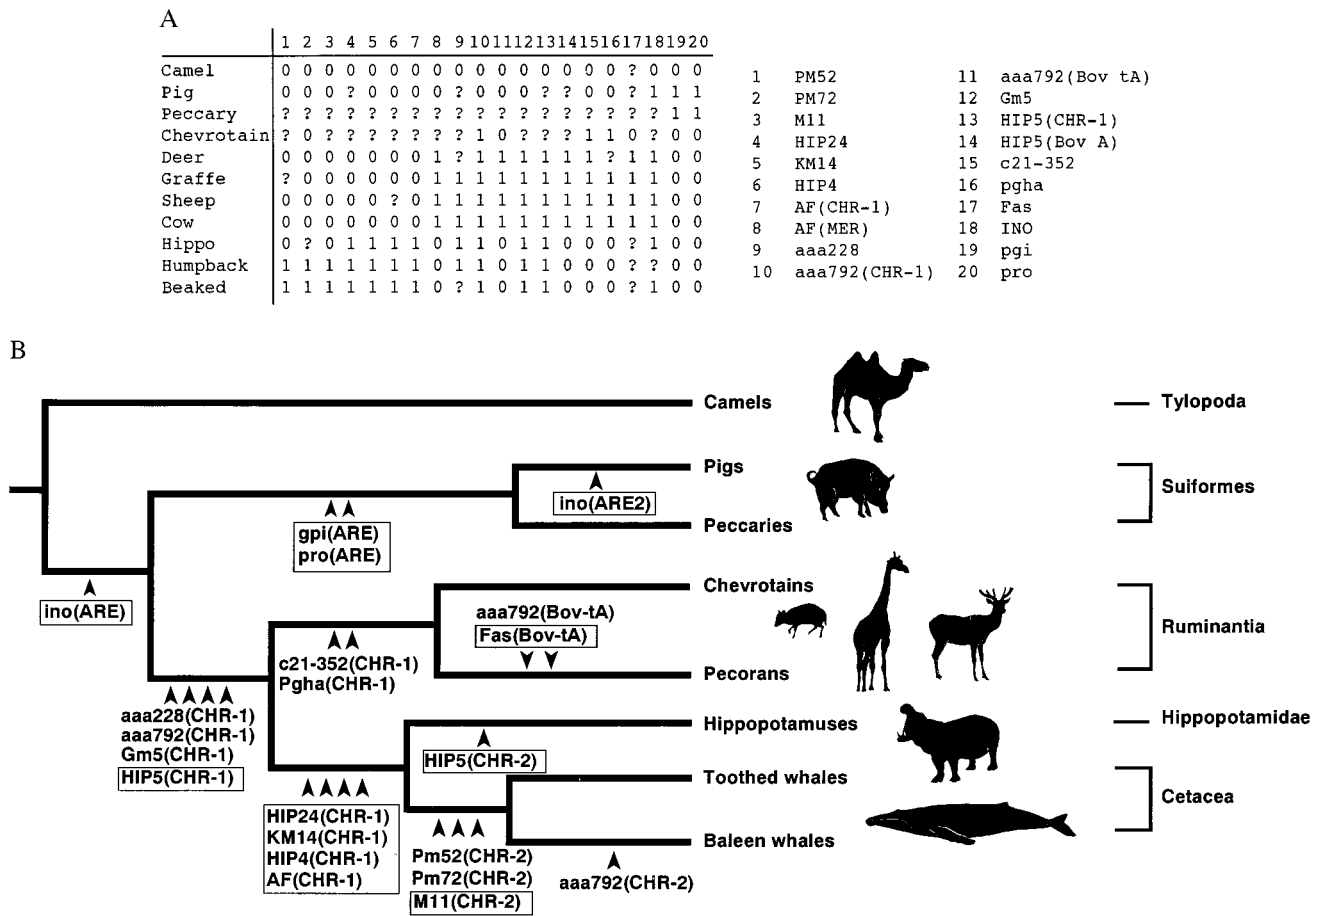 A
1 2 3 4 5 6 7 8 9 10 11 12 13 14 15 16 17 18 19 20
Camel 0 0 0 0 0 0 0 0 0 0 0 0 0 0 0 0 ? 0 0 0
Pig 0 0 0 ? 0 0 0 0 ? 0 0 0 ? ? 0 0 ? 1 1 1
Peccary ? ? ? ? ? ? ? ? ? ? ? ? ? ? ? ? ? ? 1 1
Chevrotain ? 0 ? ? ? ? ? ? ? 1 0 ? ? ? 1 1 0 ? 0 0
Deer 0 0 0 0 0 0 0 1 ? 1 1 1 1 1 1 ? 1 1 0 0
Graffe ? 0 0 0 0 0 0 1 1 1 1 1 1 1 1 1 1 1 0 0
Sheep 0 0 0 0 0 ? 0 1 1 1 1 1 1 1 1 1 1 1 0 0
Cow 0 0 0 0 0 0 0 1 1 1 1 1 1 1 1 1 1 1 0 0
Hippo 0 ? 0 1 1 1 1 0 1 1 0 1 1 0 0 0 ? 1 0 0
Humpback 1 1 1 1 1 1 1 0 1 1 0 1 1 0 0 0 ? ? 0 0
Beaked 1 1 1 1 1 1 1 0 ? 1 0 1 1 0 0 0 ? 1 0 0
1 PM52 11 aaa792(Bov tA)
2 PM72 12 Gm5
3 M11 13 HIP5(CHR-1)
4 HIP24 14 HIP5(Bov A)
5 KM14 15 c21-352
6 HIP4 16 pgha
7 AF(CHR-1) 17 Fas
8 AF(MER) 18 INO
9 aaa228 19 pgi
10 aaa792(CHR-1) 20 pro
B
Camels Tylopoda
Pigs
Suiformes
ino(ARE2)
Peccaries
gpi(ARE)
pro(ARE)
ino(ARE)
Chevrotains
aaa792(Bov-tA)
Fas(Bov-tA)
Ruminantia
c21-352(CHR-1)
Pgha(CHR-1)
Pecorans
aaa228(CHR-1)
aaa792(CHR-1)
Gm5(CHR-1)
HIP5(CHR-1)
Hippopotamuses Hippopotamidae
HIP5(CHR-2)
Toothed whales
Cetacea
HIP24(CHR-1)
KM14(CHR-1)
HIP4(CHR-1)
AF(CHR-1)
Baleen whales
Pm52(CHR-2)
Pm72(CHR-2)
M11(CHR-2)
aaa792(CHR-2)